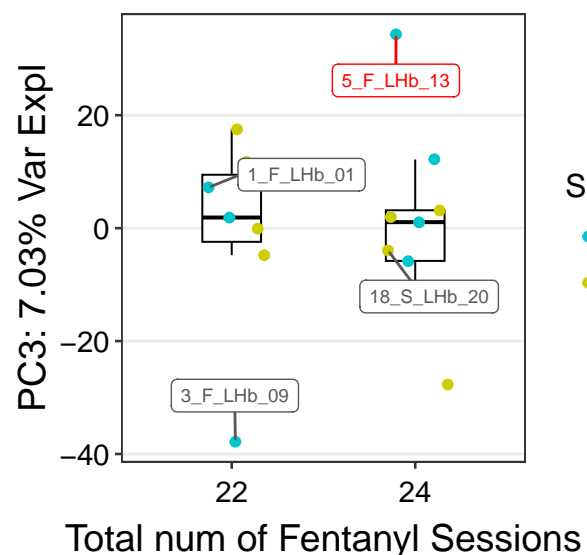 PC3: 7.03% Var Expl
20
0
−20
−40
5_F_LHb_13
1_F_LHb_01
18_S_LHb_20
3_F_LHb_09
S
22
24
Total num of Fentanyl Sessions